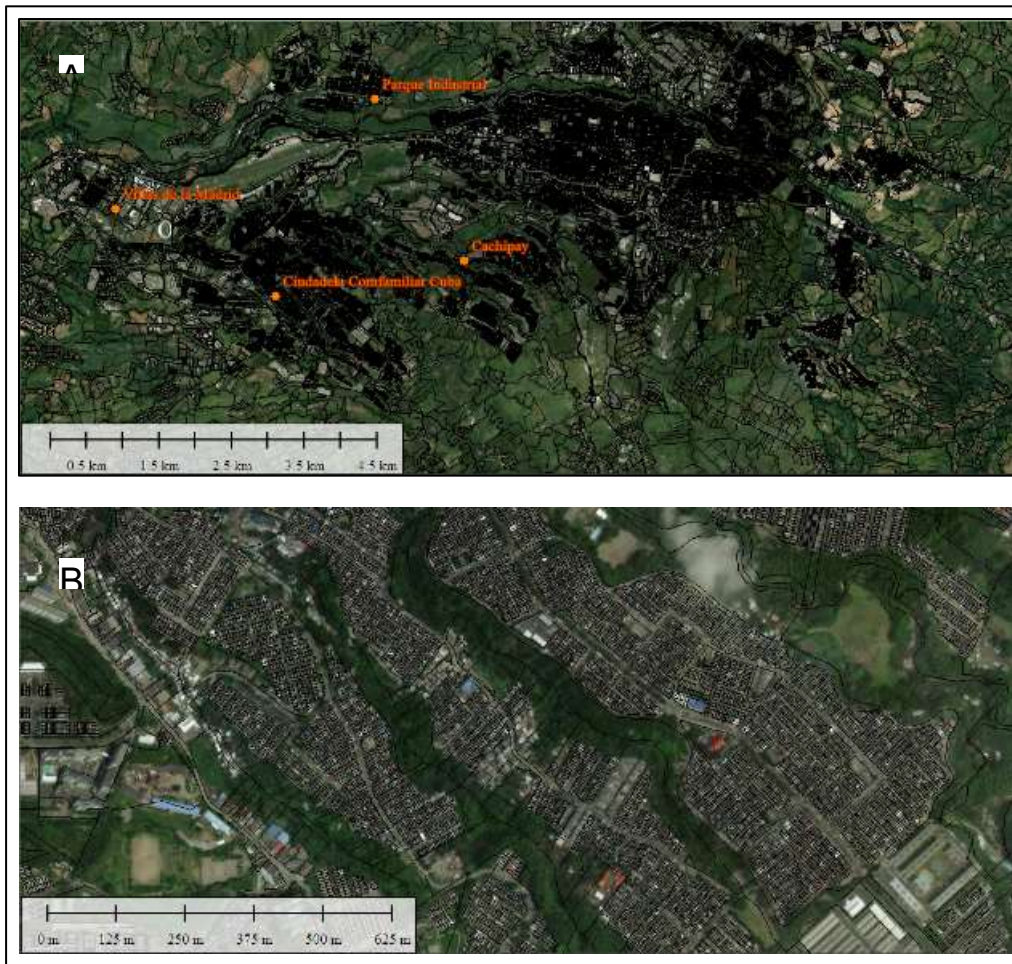 A
Parque Industrial
Cachipay
Ciudadela Comfamiliar Cuba
0.5 km 1.5 km 2.5 km 3.5 km 4.5 km
B
0 m 125 m 250 m 375 m 500 m 625 m